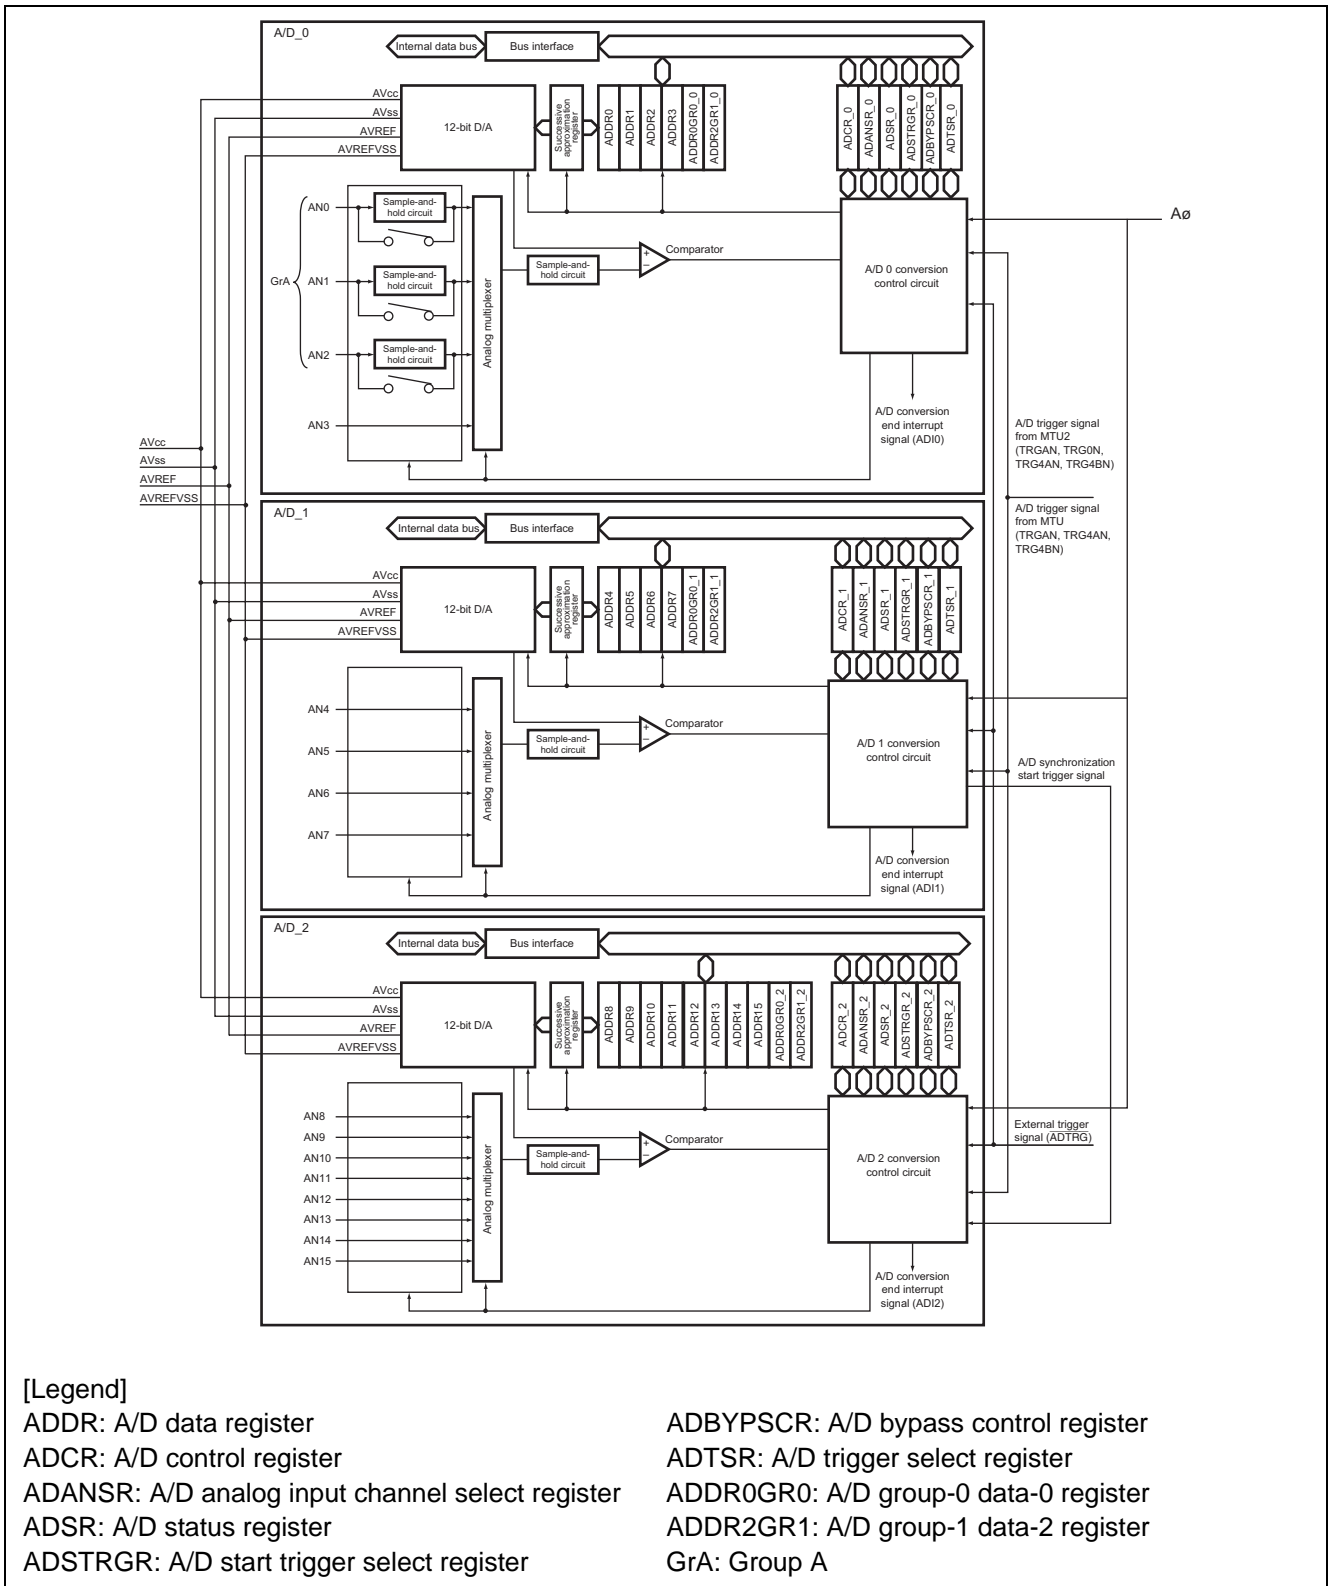 A/D_0
Internal data bus
Bus interface
AVcc
AVss
AVREF
AVREFVSS
12-bit D/A
Successive
approximation
register
ADDR0
ADDR1
ADDR2
ADDR3
ADDR0GR0_0
ADDR2GR1_0
ADCR_0
ADANSR_0
ADSR_0
ADSTRGR_0
ADBYPSCR_0
ADTSR_0
GrA
AN0
AN1
AN2
AN3
Sample-and-
hold circuit
Sample-and-
hold circuit
Sample-and-
hold circuit
Analog multiplexer
Sample-and-
hold circuit
+
−
Comparator
A/D 0 conversion
control circuit
Aø
A/D conversion
end interrupt
signal (ADI0)
A/D trigger signal
from MTU2
(TRGAN, TRG0N,
TRG4AN, TRG4BN)
AVcc
AVss
AVREF
AVREFVSS
A/D trigger signal
from MTU
(TRGAN, TRG4AN,
TRG4BN)
A/D_1
Internal data bus
Bus interface
AVcc
AVss
AVREF
AVREFVSS
12-bit D/A
Successive
approximation
register
ADDR4
ADDR5
ADDR6
ADDR7
ADDR0GR0_1
ADDR2GR1_1
ADCR_1
ADANSR_1
ADSR_1
ADSTRGR_1
ADBYPSCR_1
ADTSR_1
AN4
AN5
AN6
AN7
Analog multiplexer
Sample-and-
hold circuit
+
−
Comparator
A/D 1 conversion
control circuit
A/D synchronization
start trigger signal
A/D conversion
end interrupt
signal (ADI1)
A/D_2
Internal data bus
Bus interface
AVcc
AVss
AVREF
AVREFVSS
12-bit D/A
Successive
approximation
register
ADDR8
ADDR9
ADDR10
ADDR11
ADDR12
ADDR13
ADDR14
ADDR15
ADDR0GR0_2
ADDR2GR1_2
ADCR_2
ADANSR_2
ADSR_2
ADSTRGR_2
ADBYPSCR_2
ADTSR_2
AN8
AN9
AN10
AN11
AN12
AN13
AN14
AN15
Analog multiplexer
Sample-and-
hold circuit
+
−
Comparator
A/D 2 conversion
control circuit
External trigger
signal (ADTRG)
A/D conversion
end interrupt
signal (ADI2)
[Legend]
ADDR: A/D data register
ADCR: A/D control register
ADANSR: A/D analog input channel select register
ADSR: A/D status register
ADSTRGR: A/D start trigger select register
ADBYPSCR: A/D bypass control register
ADTSR: A/D trigger select register
ADDR0GR0: A/D group-0 data-0 register
ADDR2GR1: A/D group-1 data-2 register
GrA: Group A